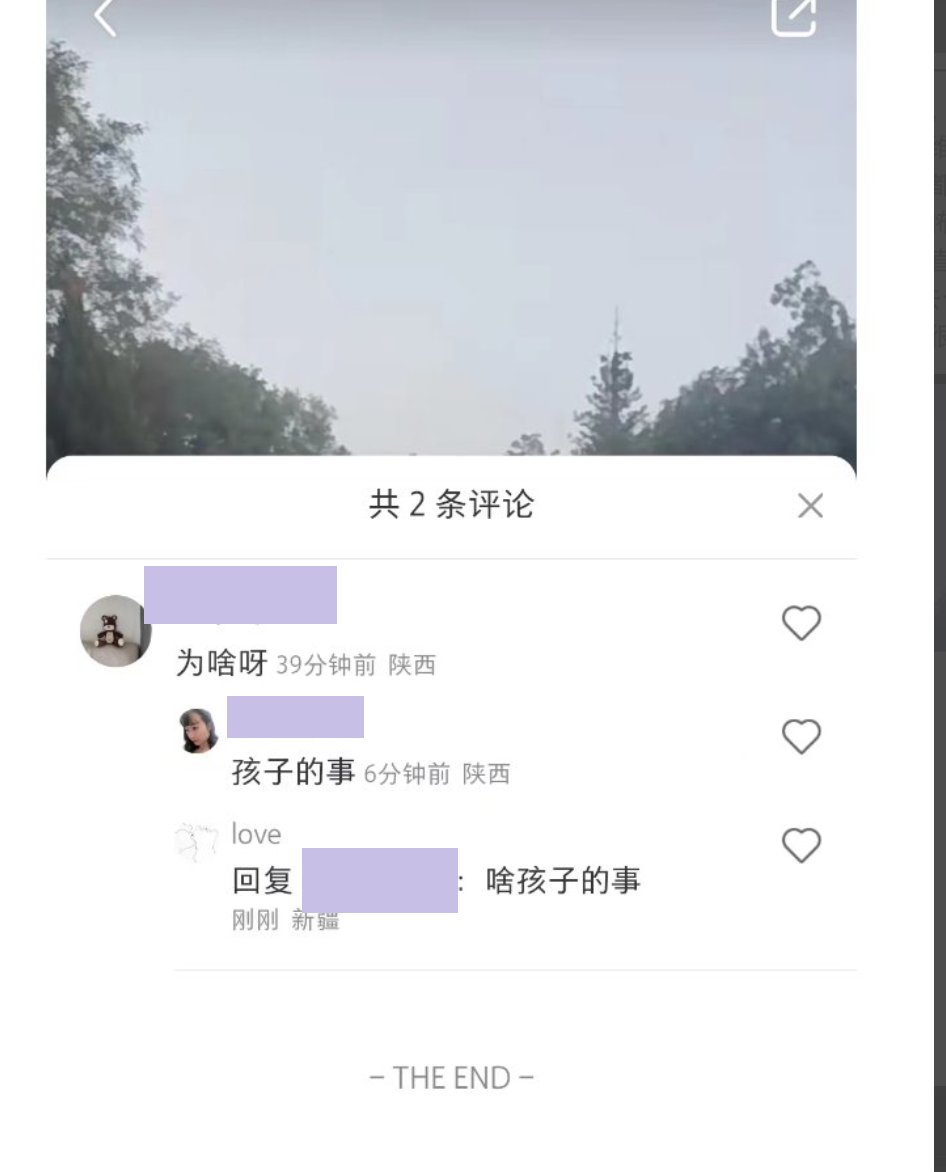 共 2 条评论
为啥呀 39分钟前 陕西
孩子的事 6分钟前 陕西
love
回复 : 啥孩子的事
刚刚 新疆
– THE END –